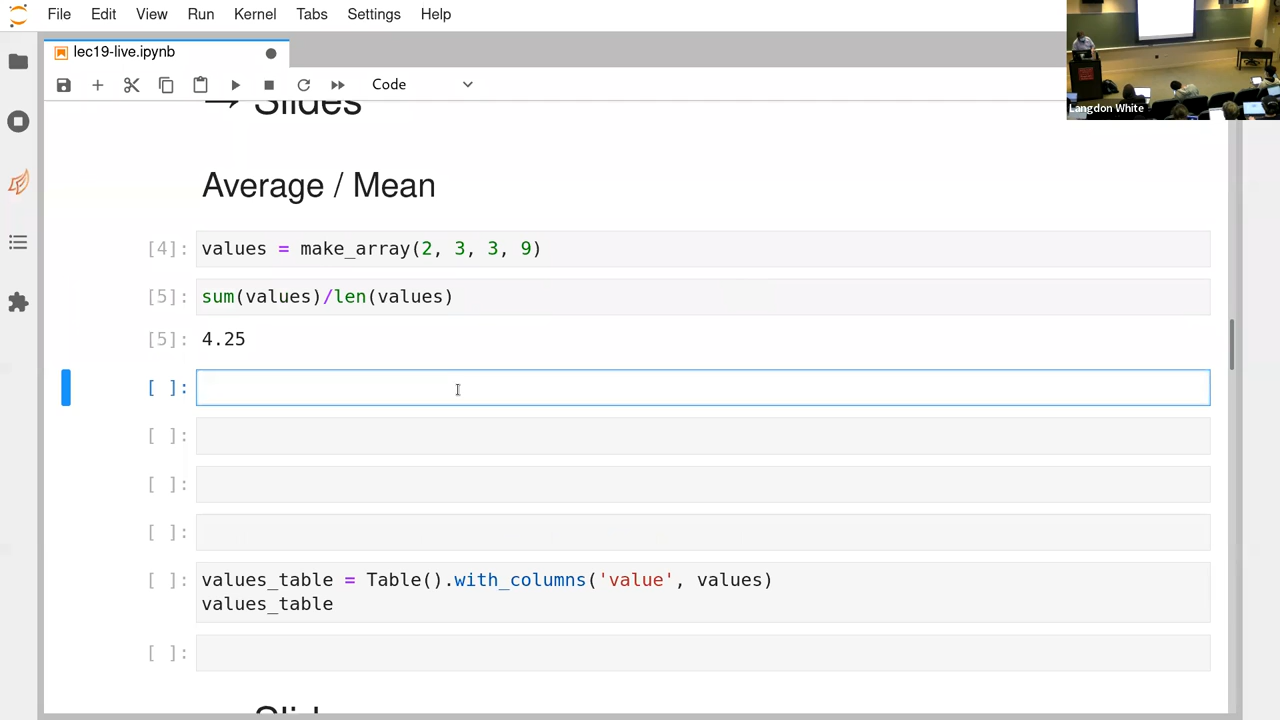 File Edit View Run Kernel Tabs Settings Help
lec19-live.ipynb
Code
→ Slides
Langdon White
Average / Mean
[4]: values = make_array(2, 3, 3, 9)
[5]: sum(values)/len(values)
[5]: 4.25
[ ]:
[ ]:
[ ]:
[ ]:
[ ]: values_table = Table().with_columns('value', values)
values_table
[ ]: